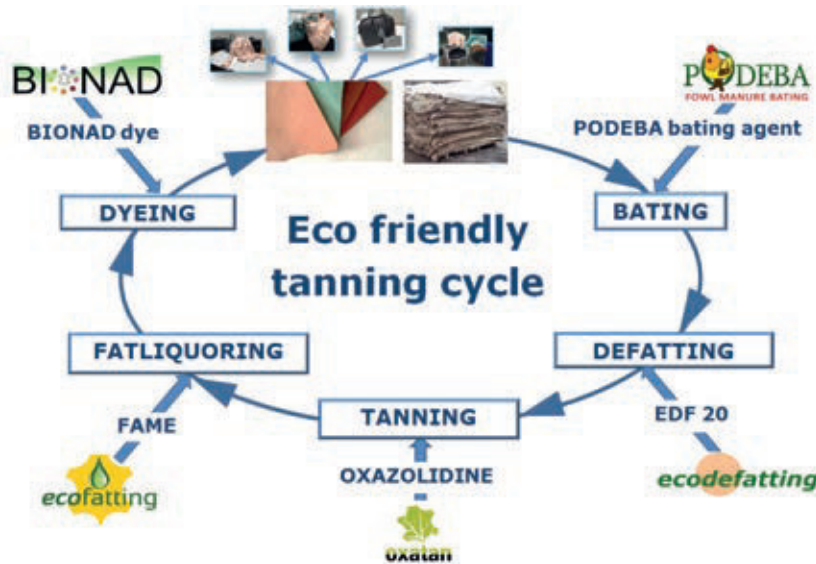 BIONAD
PODEBA
FOWL MANURE BATING
BIONAD dye
PODEBA bating agent
DYEING
BATING
Eco friendly
tanning cycle
FATLIQUORING
DEFATTING
TANNING
FAME
EDF 20
OXAZOLIDINE
ecofatting
ecodefatting
oxatan